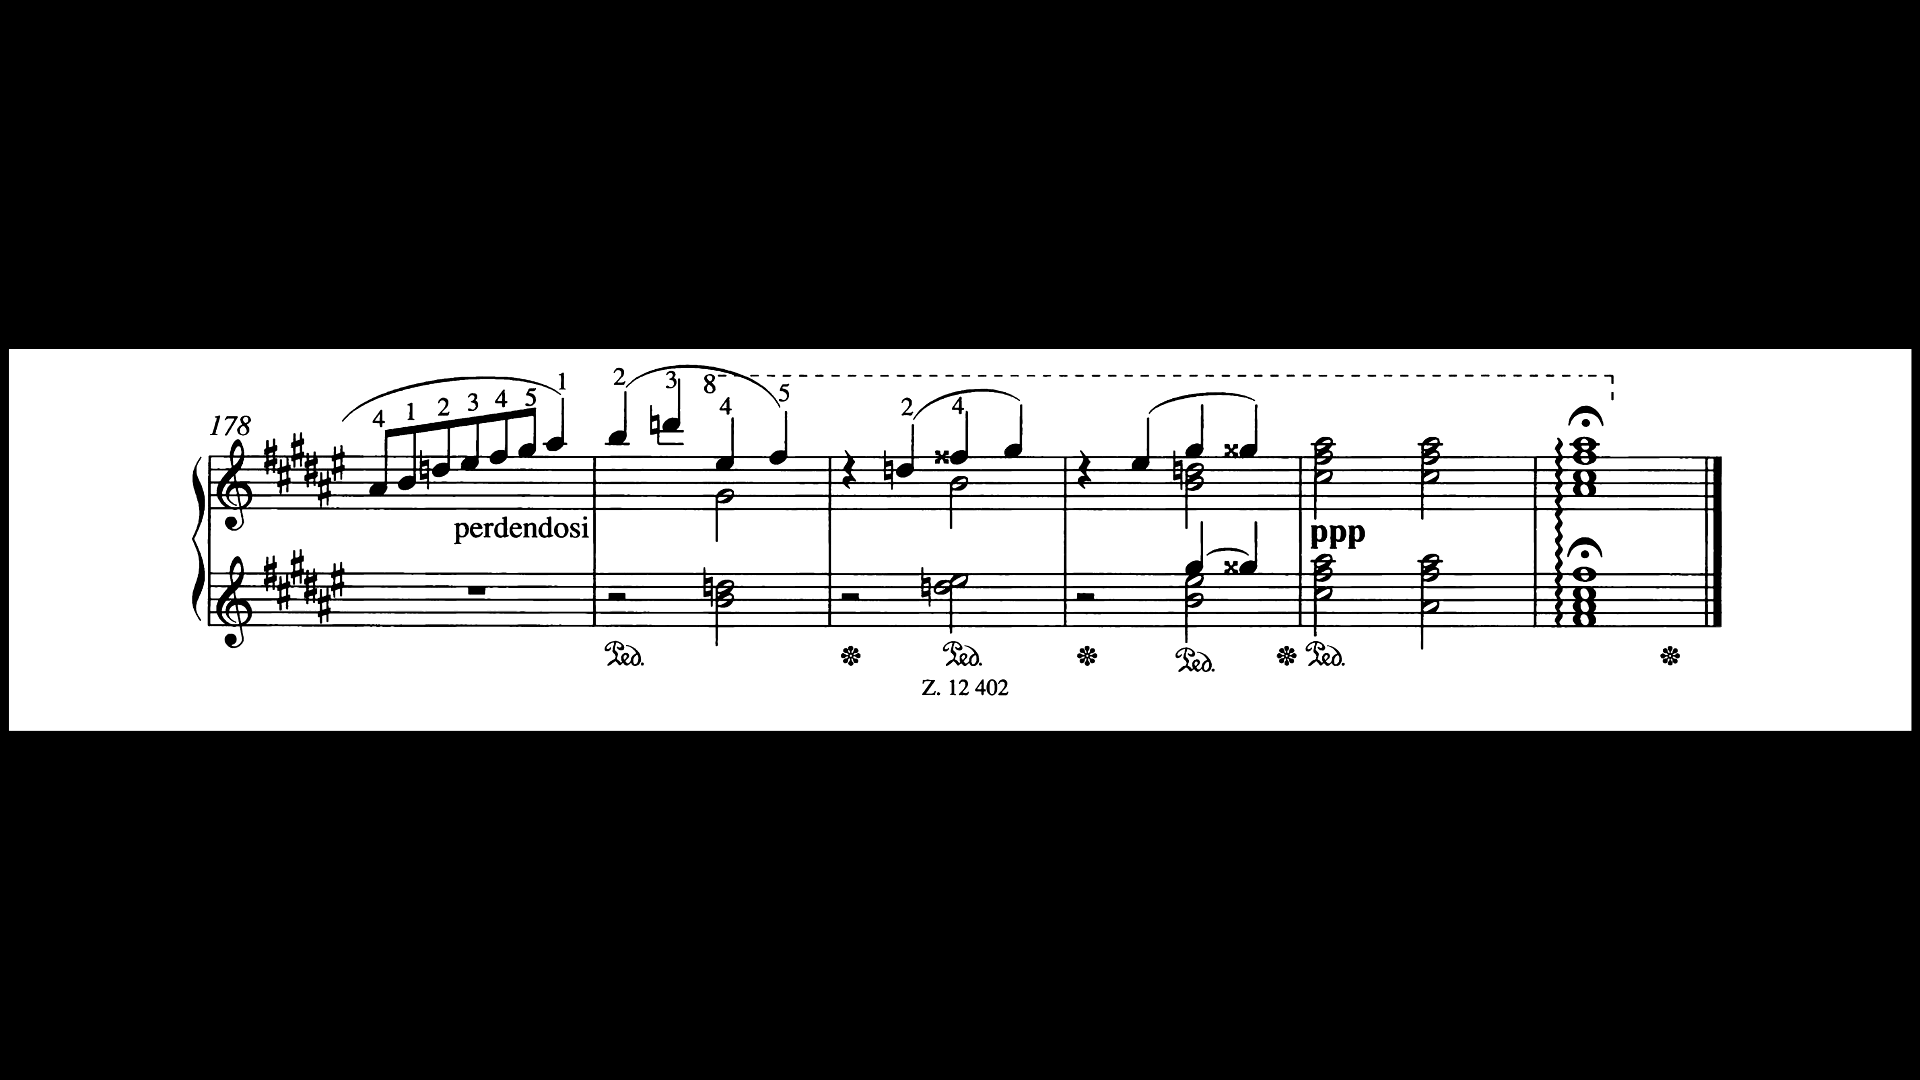 178
4 1 2 3 4 5 1 2 3 8 4 5 2 4
perdendosi
ppp
Ped. Ped. Ped. Ped.
Z. 12 402